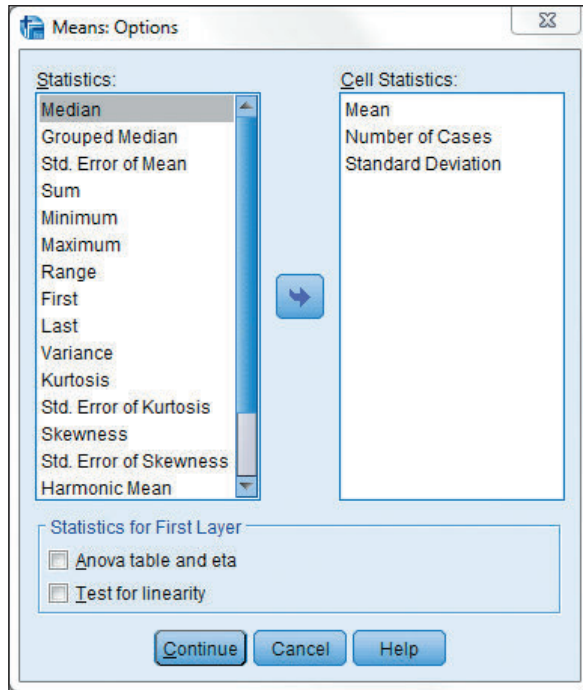 Means: Options
Statistics:
Median
Grouped Median
Std. Error of Mean
Sum
Minimum
Maximum
Range
First
Last
Variance
Kurtosis
Std. Error of Kurtosis
Skewness
Std. Error of Skewness
Harmonic Mean
Cell Statistics:
Mean
Number of Cases
Standard Deviation
Statistics for First Layer
Anova table and eta
Test for linearity
Continue
Cancel
Help